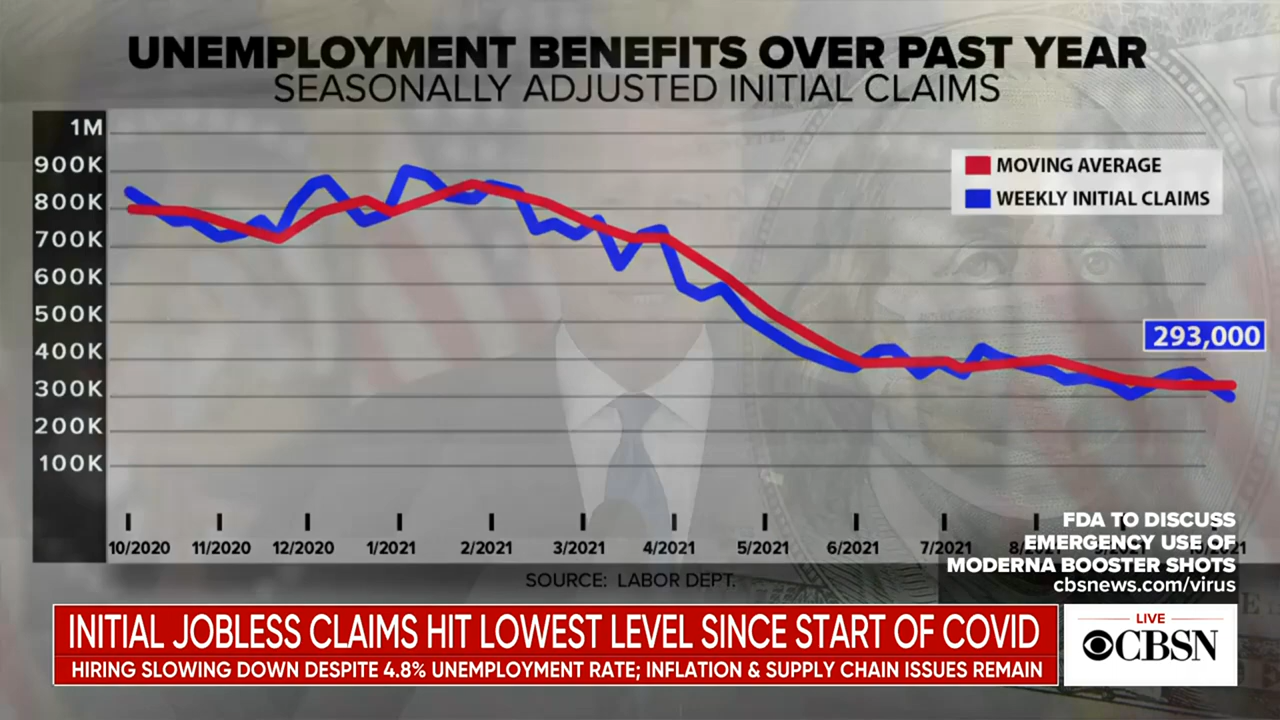 UNEMPLOYMENT BENEFITS OVER PAST YEAR
SEASONALLY ADJUSTED INITIAL CLAIMS
1M
900K
800K
700K
600K
500K
400K
300K
200K
100K
MOVING AVERAGE
WEEKLY INITIAL CLAIMS
293,000
10/2020 11/2020 12/2020 1/2021 2/2021 3/2021 4/2021 5/2021 6/2021 7/2021
SOURCE: LABOR DEPT.
FDA TO DISCUSS
EMERGENCY USE OF
MODERNA BOOSTER SHOTS
cbsnews.com/virus
INITIAL JOBLESS CLAIMS HIT LOWEST LEVEL SINCE START OF COVID
HIRING SLOWING DOWN DESPITE 4.8% UNEMPLOYMENT RATE; INFLATION & SUPPLY CHAIN ISSUES REMAIN
LIVE
CBSN